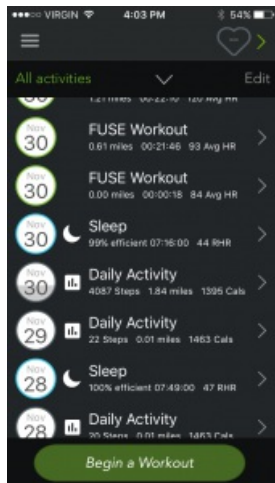 VIRGIN 4:03 PM 54%
All activities Edit
1.21 miles 00:22:10 120 Avg HR
Nov 30 FUSE Workout
0.61 miles 00:21:46 93 Avg HR
Nov 30 FUSE Workout
0.00 miles 00:00:18 84 Avg HR
Nov 30 Sleep
99% efficient 07:16:00 44 RHR
Nov 30 Daily Activity
4087 Steps 1.84 miles 1395 Cals
Nov 29 Daily Activity
22 Steps 0.01 miles 1463 Cals
Nov 28 Sleep
100% efficient 07:49:00 47 RHR
Nov 28 Daily Activity
20 Steps 0.01 miles 1453 Cals
Begin a Workout